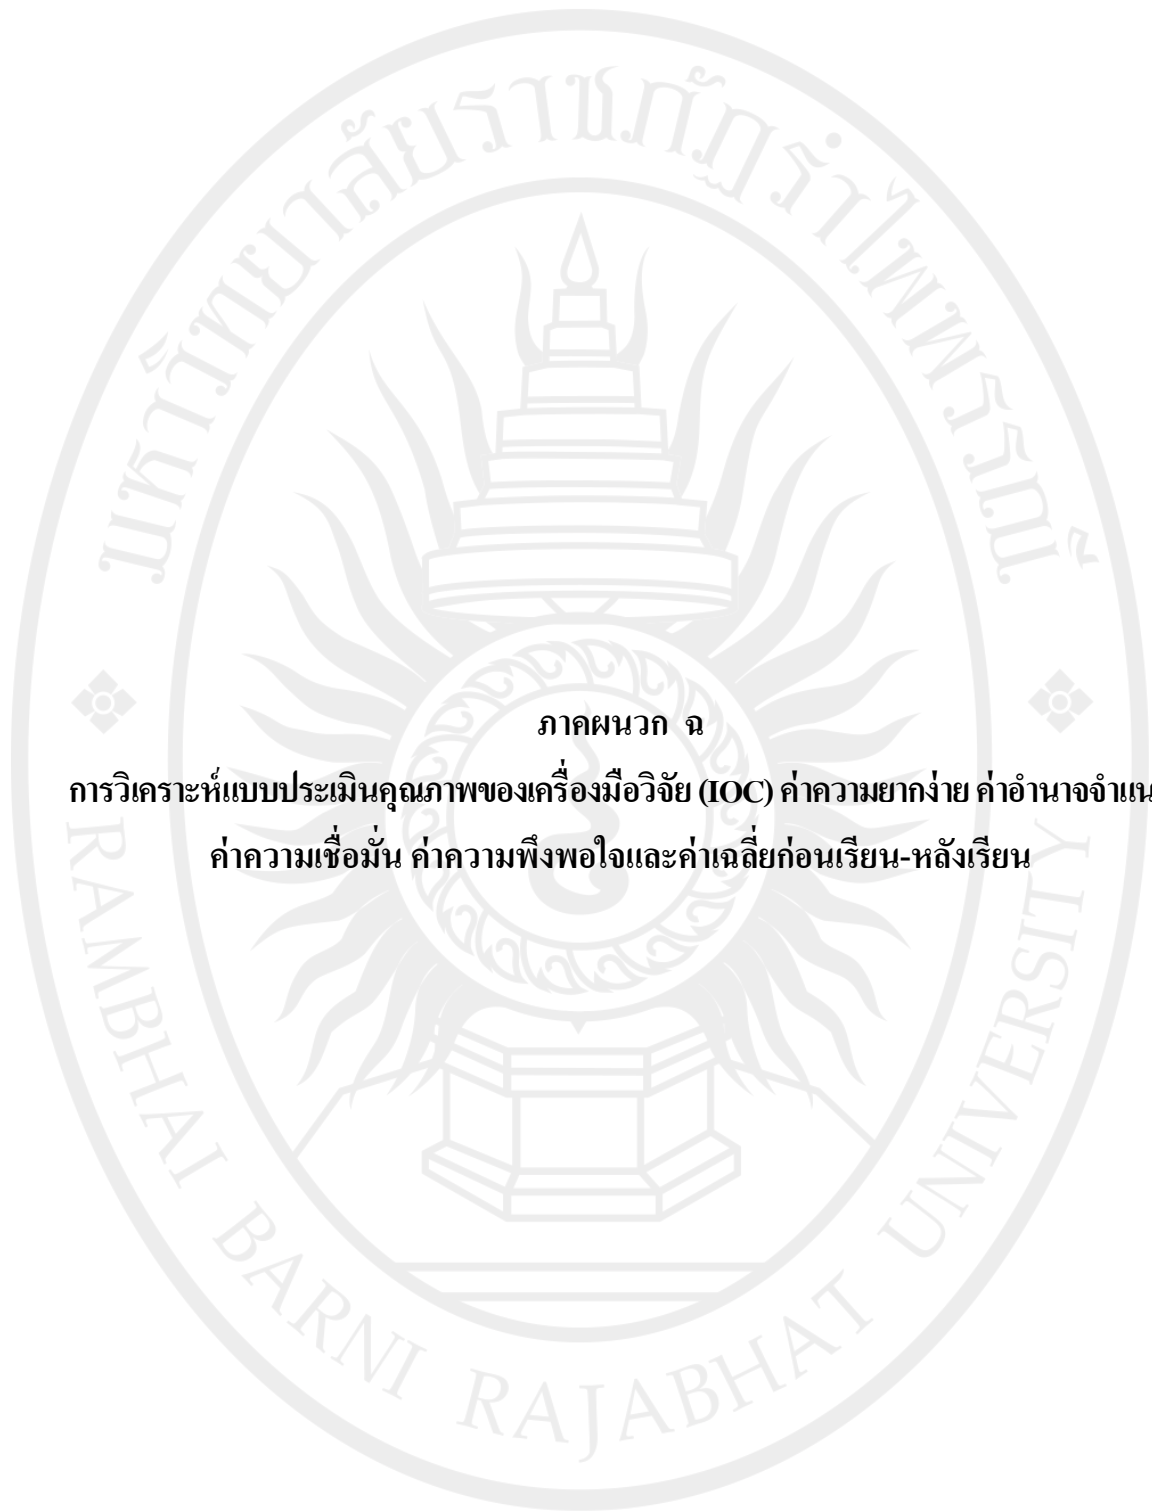 มหาวิทยาลัยราชภัฏรำไพพรรณี
ภาคผนวก ฉ
การวิเคราะห์แบบประเมินคุณภาพของเครื่องมือวิจัย (IOC) ค่าความยากง่าย ค่าอำนาจจำแน
ค่าความเชื่อมั่น ค่าความพึงพอใจและค่าเฉลี่ยก่อนเรียน-หลังเรียน
RAMBHAI BARNI RAJABHAT UNIVERSITY